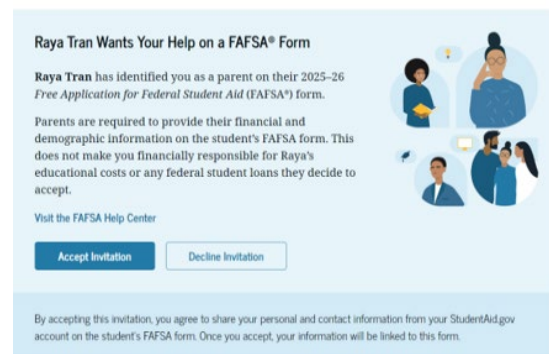 Raya Tran Wants Your Help on a FAFSA® Form
Raya Tran has identified you as a parent on their 2025–26
Free Application for Federal Student Aid (FAFSA®) form.
Parents are required to provide their financial and
demographic information on the student's FAFSA form. This
does not make you financially responsible for Raya's
educational costs or any federal student loans they decide to
accept.
Visit the FAFSA Help Center
Accept Invitation
Decline Invitation
By accepting this invitation, you agree to share your personal and contact information from your StudentAid.gov
account on the student's FAFSA form. Once you accept, your information will be linked to this form.